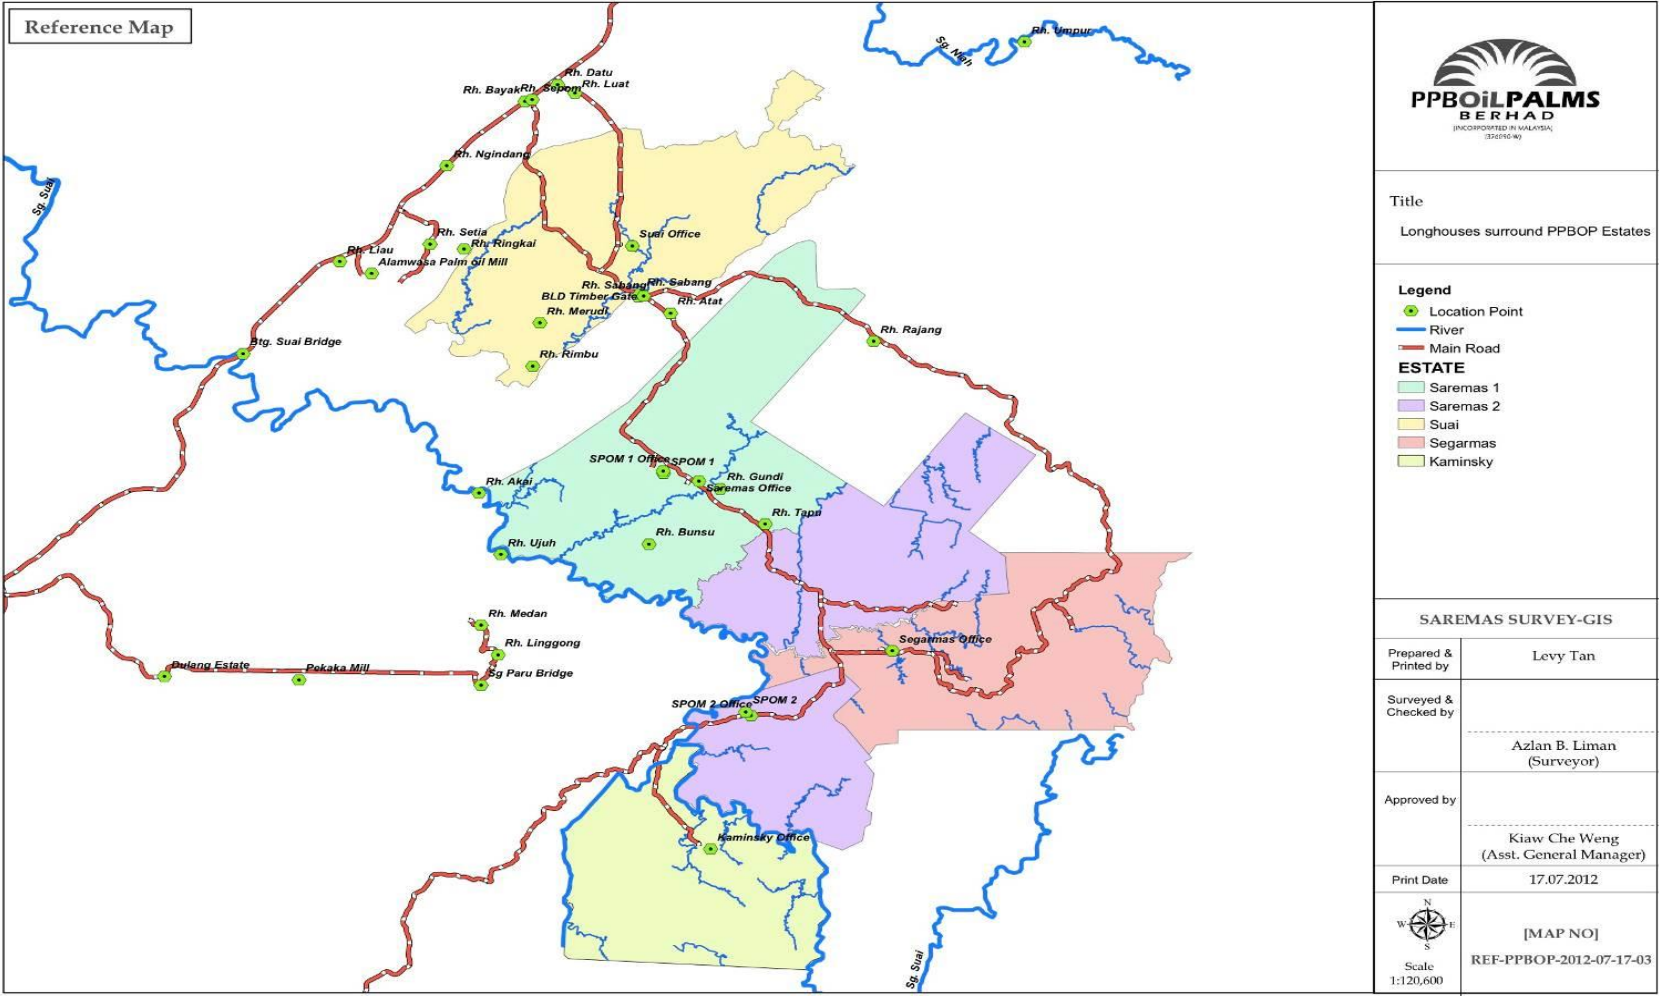 Reference Map
Rh. Umpur
Sg. Niah
Rh. Datu
Rh. Luat
Rh. Bayak
Rh. Sepom
Rh. Ngindang
Sg. Suai
Rh. Setia
Rh. Ringkai
Suai Office
Rh. Liau
Alamwasa Palm oil Mill
Rh. Sabang
Rh. Sabang
BLD Timber Gate
Rh. Atat
Rh. Merudi
Rh. Rajang
Btg. Suai Bridge
Rh. Rimbu
SPOM 1 Office
SPOM 1
Rh. Gundi
Saremas Office
Rh. Akai
Rh. Tapu
Rh. Bunsu
Rh. Ujuh
Rh. Medan
Rh. Linggong
Segarmas Office
Dulang Estate
Pekaka Mill
Sg Paru Bridge
SPOM 2 Office
SPOM 2
Kaminsky Office
Sg. Suai
PPBOiLPALMS
BERHAD
(INCORPORATED IN MALAYSIA)
Title
Longhouses surround PPBOP Estates
Legend
Location Point
River
Main Road
ESTATE
Saremas 1
Saremas 2
Suai
Segarmas
Kaminsky
SAREMAS SURVEY-GIS
Prepared &
Printed by
Levy Tan
Surveyed &
Checked by
Azlan B. Liman
(Surveyor)
Approved by
Kiaw Che Weng
(Asst. General Manager)
Print Date
17.07.2012
N
W E
S
Scale
1:120,600
[MAP NO]
REF-PPBOP-2012-07-17-03